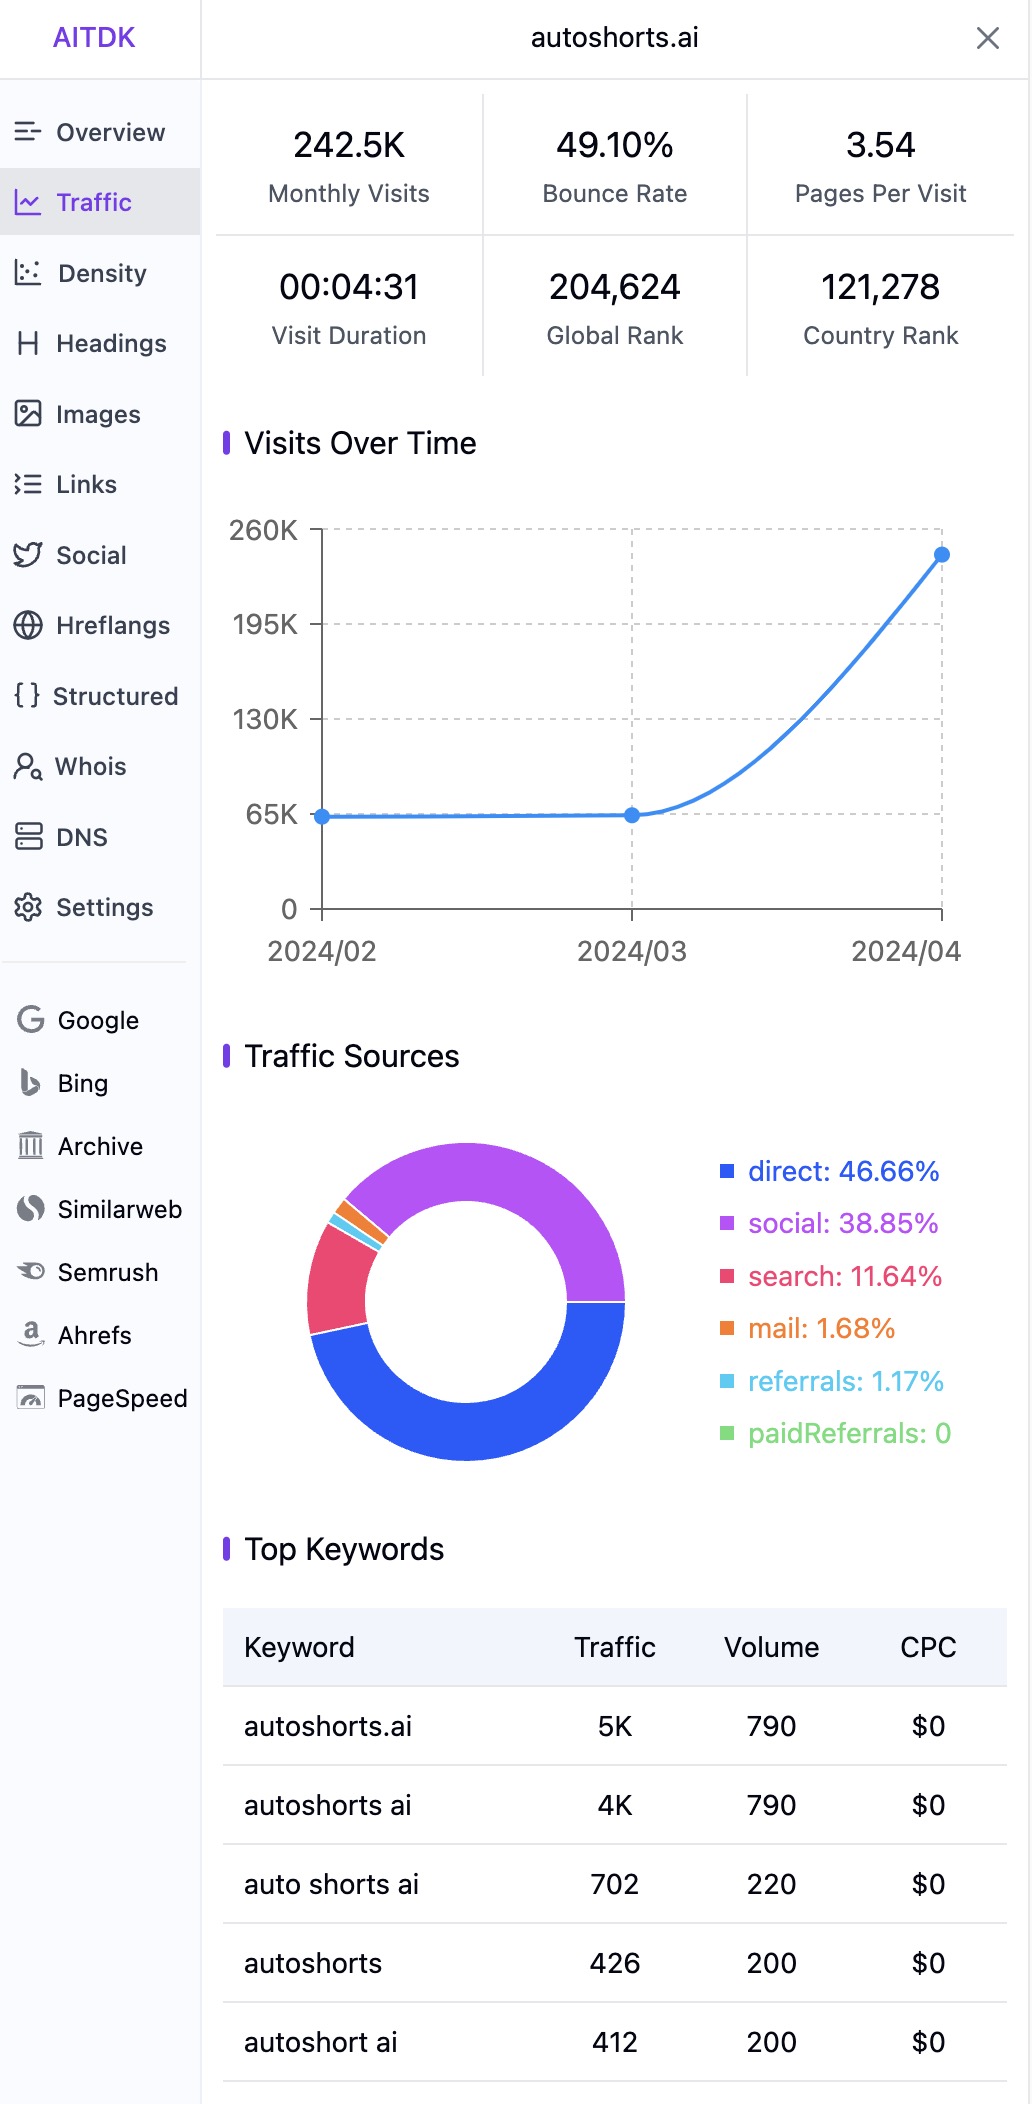 AITDK
autoshorts.ai
Overview
Traffic
Density
Headings
Images
Links
Social
Hreflangs
Structured
Whois
DNS
Settings
Google
Bing
Archive
Similarweb
Semrush
Ahrefs
PageSpeed
242.5K
Monthly Visits
49.10%
Bounce Rate
3.54
Pages Per Visit
00:04:31
Visit Duration
204,624
Global Rank
121,278
Country Rank
Visits Over Time
260K
195K
130K
65K
0
2024/02 2024/03 2024/04
Traffic Sources
direct: 46.66%
social: 38.85%
search: 11.64%
mail: 1.68%
referrals: 1.17%
paidReferrals: 0
Top Keywords
Keyword Traffic Volume CPC
autoshorts.ai 5K 790 $0
autoshorts ai 4K 790 $0
auto shorts ai 702 220 $0
autoshorts 426 200 $0
autoshort ai 412 200 $0